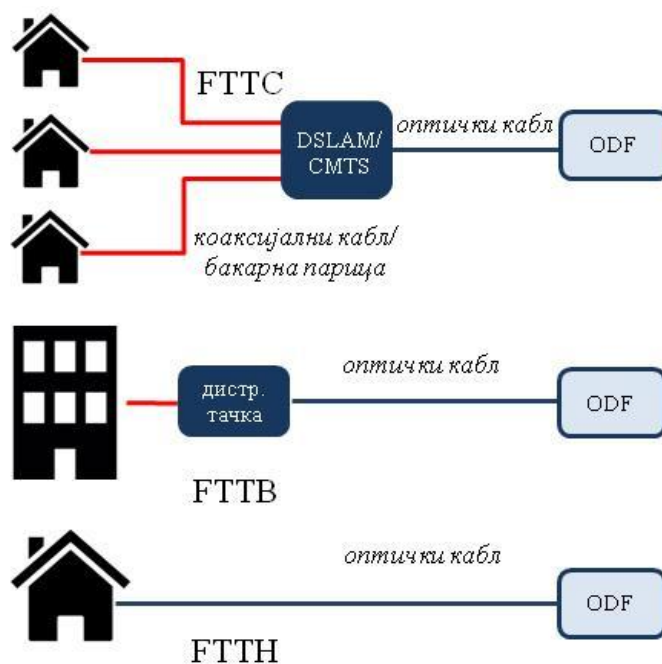 FTTC
DSLAM/
CMTS
оптички кабл
ODF
коаксијални кабл/
бакарна парица
дистр.
тачка
оптички кабл
ODF
FTTB
оптички кабл
ODF
FTTH